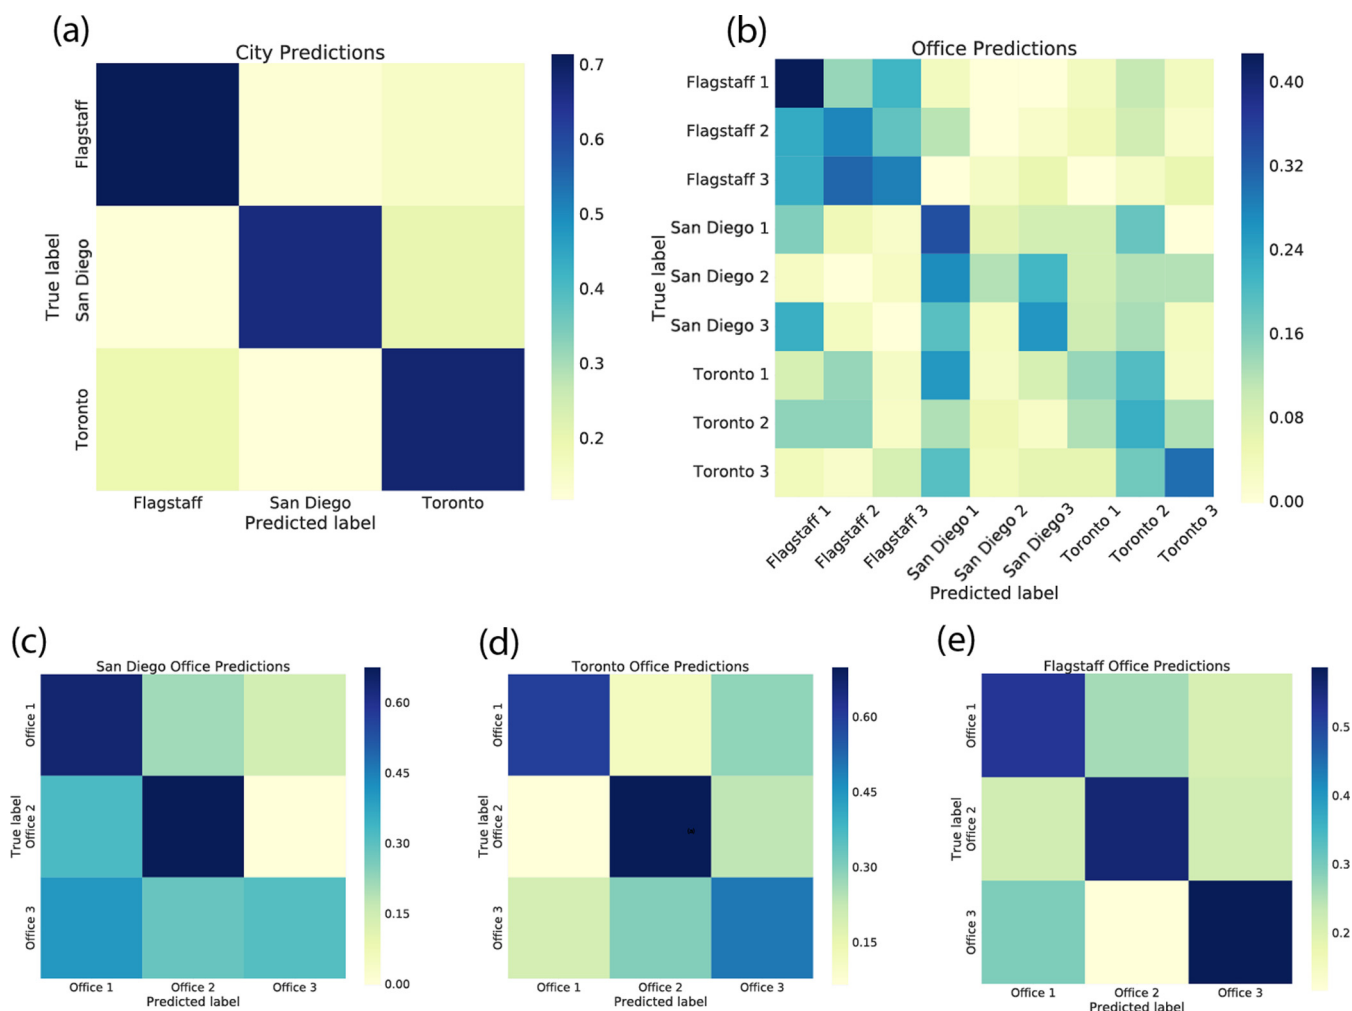 (a)
City Predictions
Flagstaff
San Diego
Toronto
True label
Flagstaff San Diego Toronto
Predicted label
0.7
0.6
0.5
0.4
0.3
0.2
(b)
Office Predictions
Flagstaff 1
Flagstaff 2
Flagstaff 3
San Diego 1
San Diego 2
San Diego 3
Toronto 1
Toronto 2
Toronto 3
True label
Flagstaff 1 Flagstaff 2 Flagstaff 3 San Diego 1 San Diego 2 San Diego3 Toronto 1 Toronto 2 Toronto 3
Predicted label
0.40
0.32
0.24
0.16
0.08
0.00
(c)
San Diego Office Predictions
Office 1
Office 2
Office 3
True label
Office 1 Office 2 Office 3
Predicted label
0.60
0.45
0.30
0.15
0.00
(d)
Toronto Office Predictions
Office 1
Office 2
Office 3
True label
Office 1 Office 2 Office 3
Predicted label
0.60
0.45
0.30
0.15
(e)
Flagstaff Office Predictions
Office 1
Office 2
Office 3
True label
Office 1 Office 2 Office 3
Predicted label
0.5
0.4
0.3
0.2